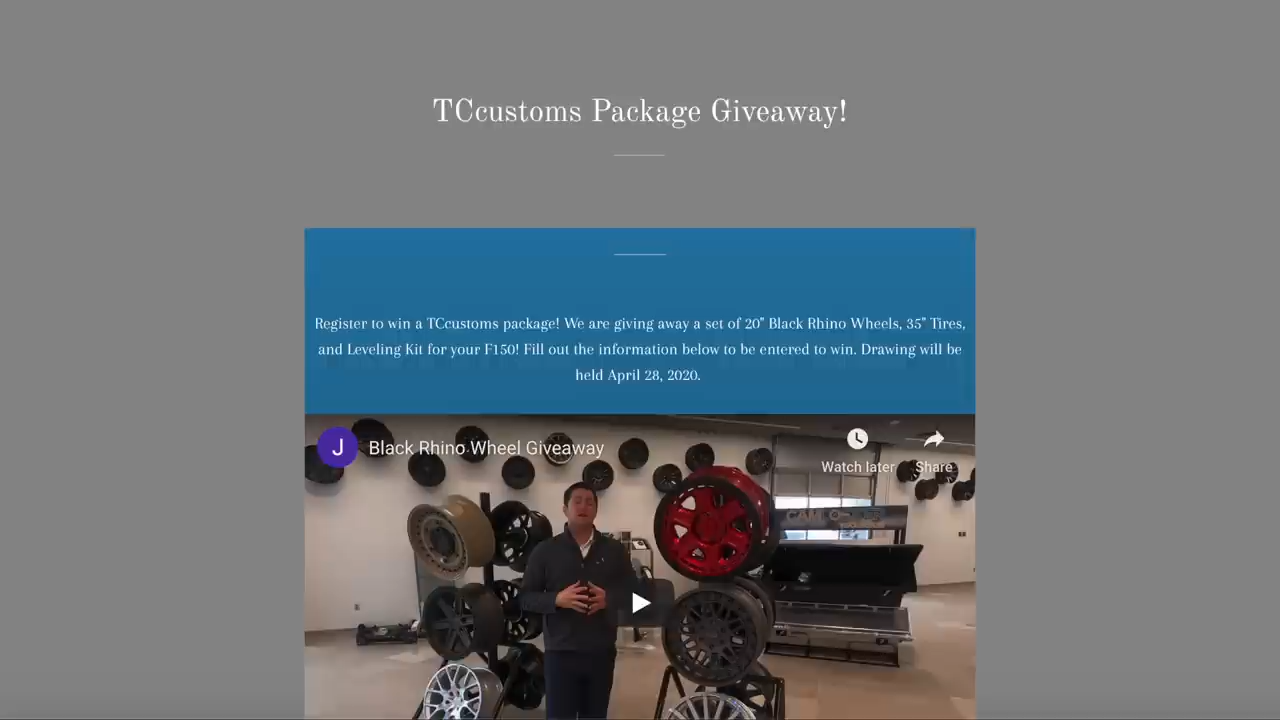 TCcustoms Package Giveaway!
Register to win a TCcustoms package! We are giving away a set of 20" Black Rhino Wheels, 35" Tires,
and Leveling Kit for your F150! Fill out the information below to be entered to win. Drawing will be
held April 28, 2020.
J
Black Rhino Wheel Giveaway
Watch later
Share